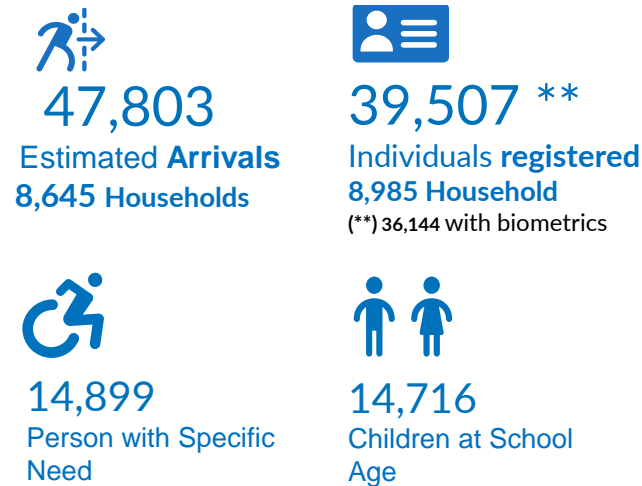 47,803
Estimated Arrivals
8,645 Households
39,507 **
Individuals registered
8,985 Household
(**) 36,144 with biometrics
14,899
Person with Specific
Need
14,716
Children at School
Age